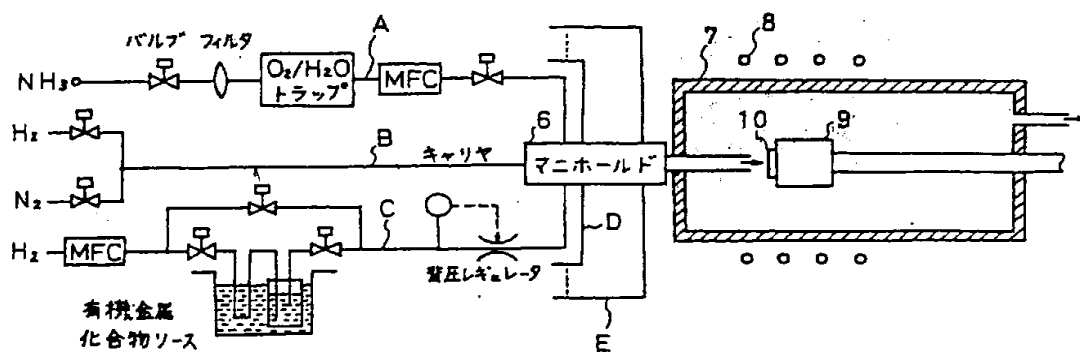 バルブ フィルタ
A
NH₃
O₂/H₂O
トラップ
MFC
7
8
H₂
6
10
9
B
キャリヤ
マニホールド
N₂
C
D
H₂
MFC
背圧レギュレータ
有機金属
化合物ソース
E